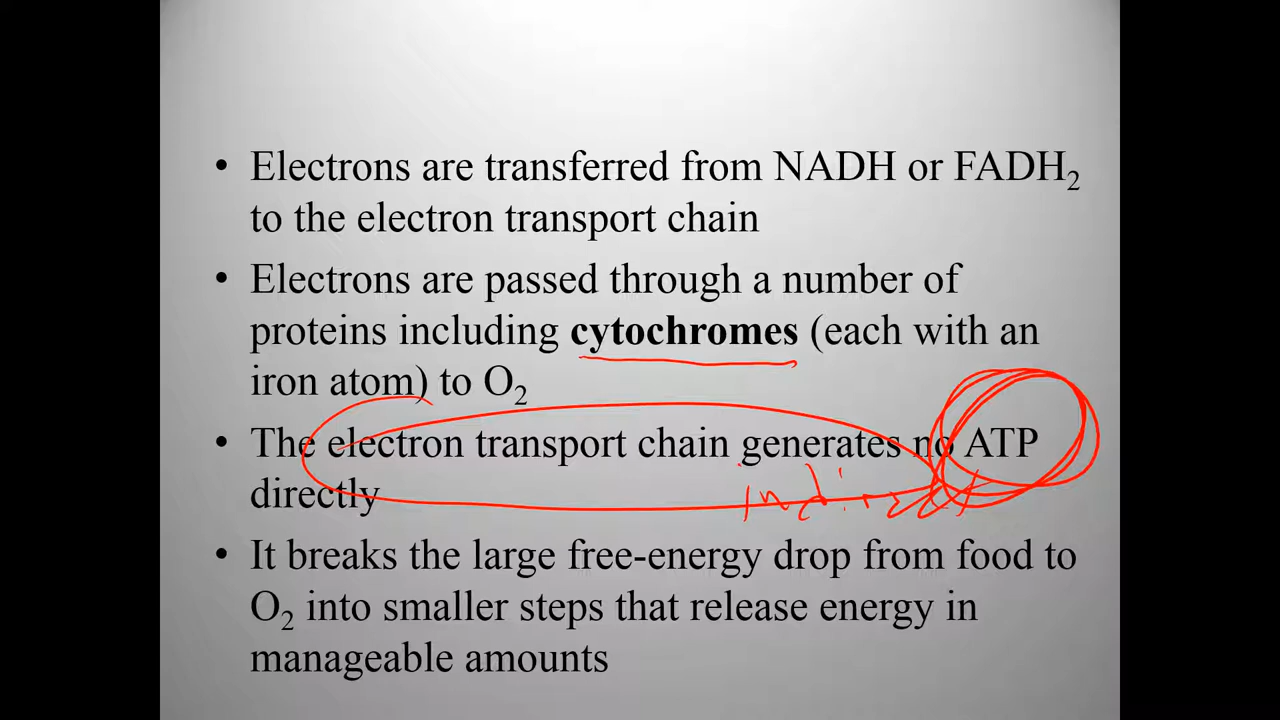 • Electrons are transferred from NADH or FADH₂
to the electron transport chain
• Electrons are passed through a number of
proteins including cytochromes (each with an
iron atom) to O₂
• The electron transport chain generates no ATP
directly
indirect
• It breaks the large free-energy drop from food to
O₂ into smaller steps that release energy in
manageable amounts